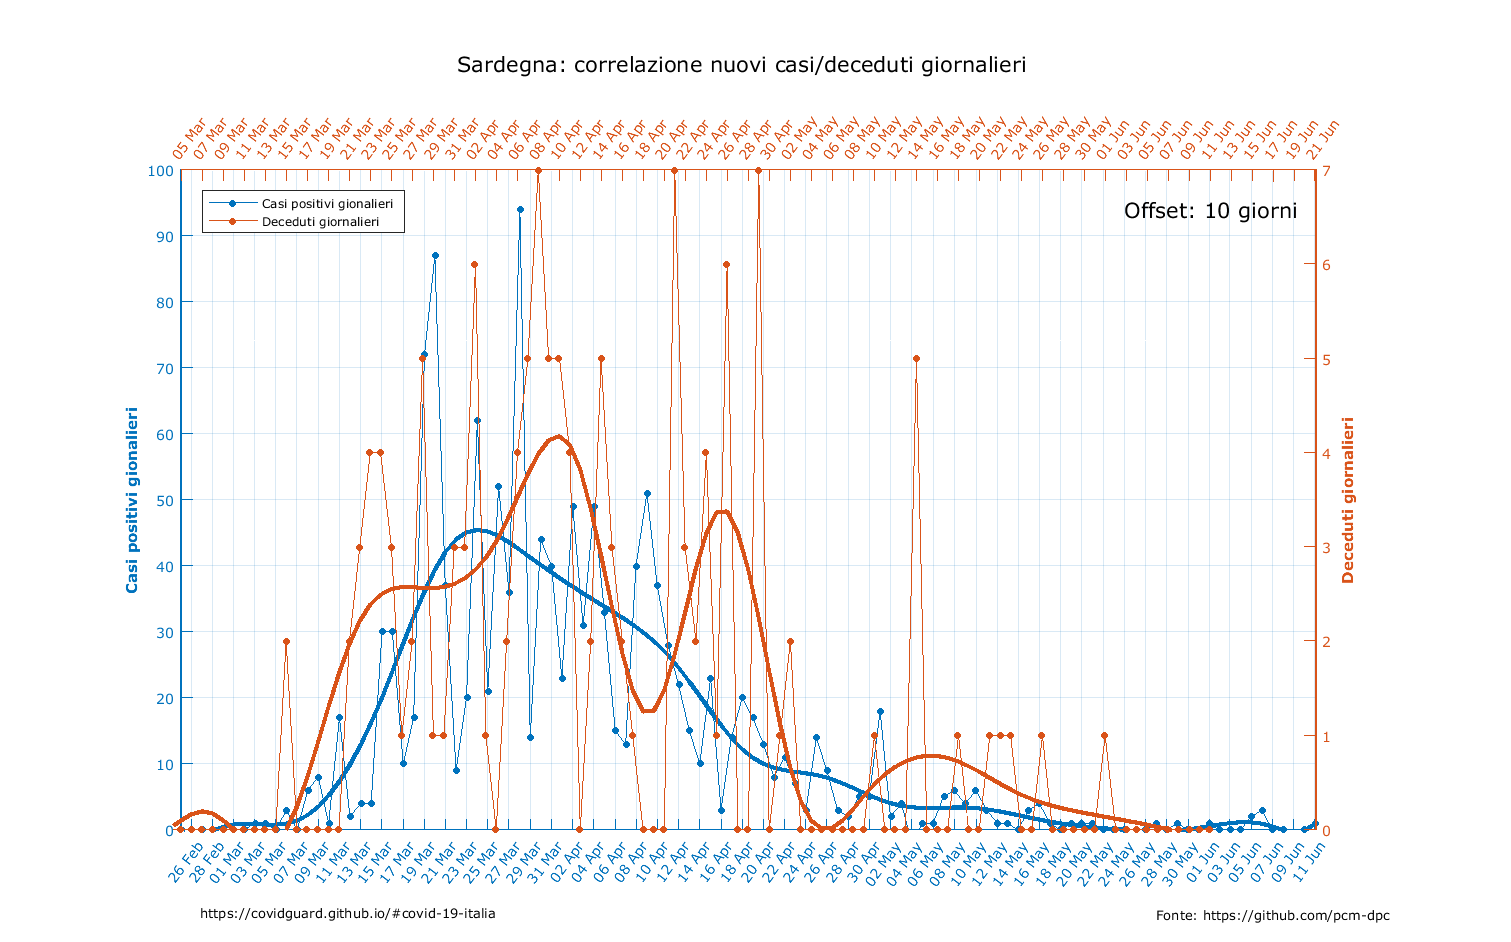 Sardegna: correlazione nuovi casi/deceduti giornalieri
05 Mar
07 Mar
09 Mar
11 Mar
13 Mar
15 Mar
17 Mar
19 Mar
21 Mar
23 Mar
25 Mar
27 Mar
29 Mar
31 Mar
02 Apr
04 Apr
06 Apr
08 Apr
10 Apr
12 Apr
14 Apr
16 Apr
18 Apr
20 Apr
22 Apr
24 Apr
26 Apr
28 Apr
30 Apr
02 May
04 May
06 May
08 May
10 May
12 May
14 May
16 May
18 May
20 May
22 May
24 May
26 May
28 May
30 May
01 Jun
03 Jun
05 Jun
07 Jun
09 Jun
11 Jun
13 Jun
15 Jun
17 Jun
19 Jun
21 Jun
Casi positivi gionalieri
Deceduti giornalieri
Offset: 10 giorni
100
90
80
70
60
50
40
30
20
10
0
Casi positivi gionalieri
7
6
5
4
3
2
1
0
Deceduti giornalieri
26 Feb
28 Feb
01 Mar
03 Mar
05 Mar
07 Mar
09 Mar
11 Mar
13 Mar
15 Mar
17 Mar
19 Mar
21 Mar
23 Mar
25 Mar
27 Mar
29 Mar
31 Mar
02 Apr
04 Apr
06 Apr
08 Apr
10 Apr
12 Apr
14 Apr
16 Apr
18 Apr
20 Apr
22 Apr
24 Apr
26 Apr
28 Apr
30 Apr
02 May
04 May
06 May
08 May
10 May
12 May
14 May
16 May
18 May
20 May
22 May
24 May
26 May
28 May
30 May
01 Jun
03 Jun
05 Jun
07 Jun
09 Jun
11 Jun
https://covidguard.github.io/#covid-19-italia
Fonte: https://github.com/pcm-dpc